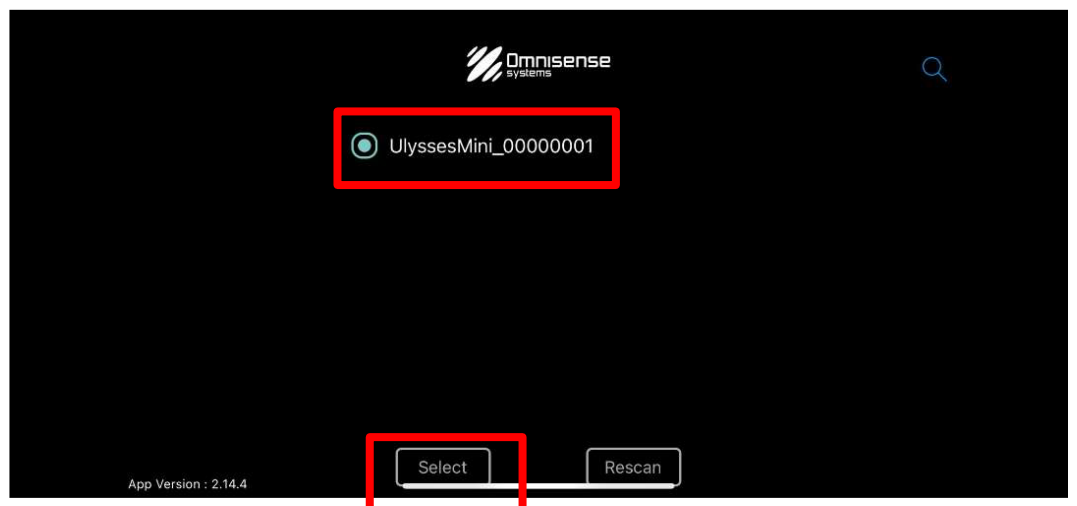 Omnisense
systems
UlyssesMini_00000001
Select
Rescan
App Version : 2.14.4